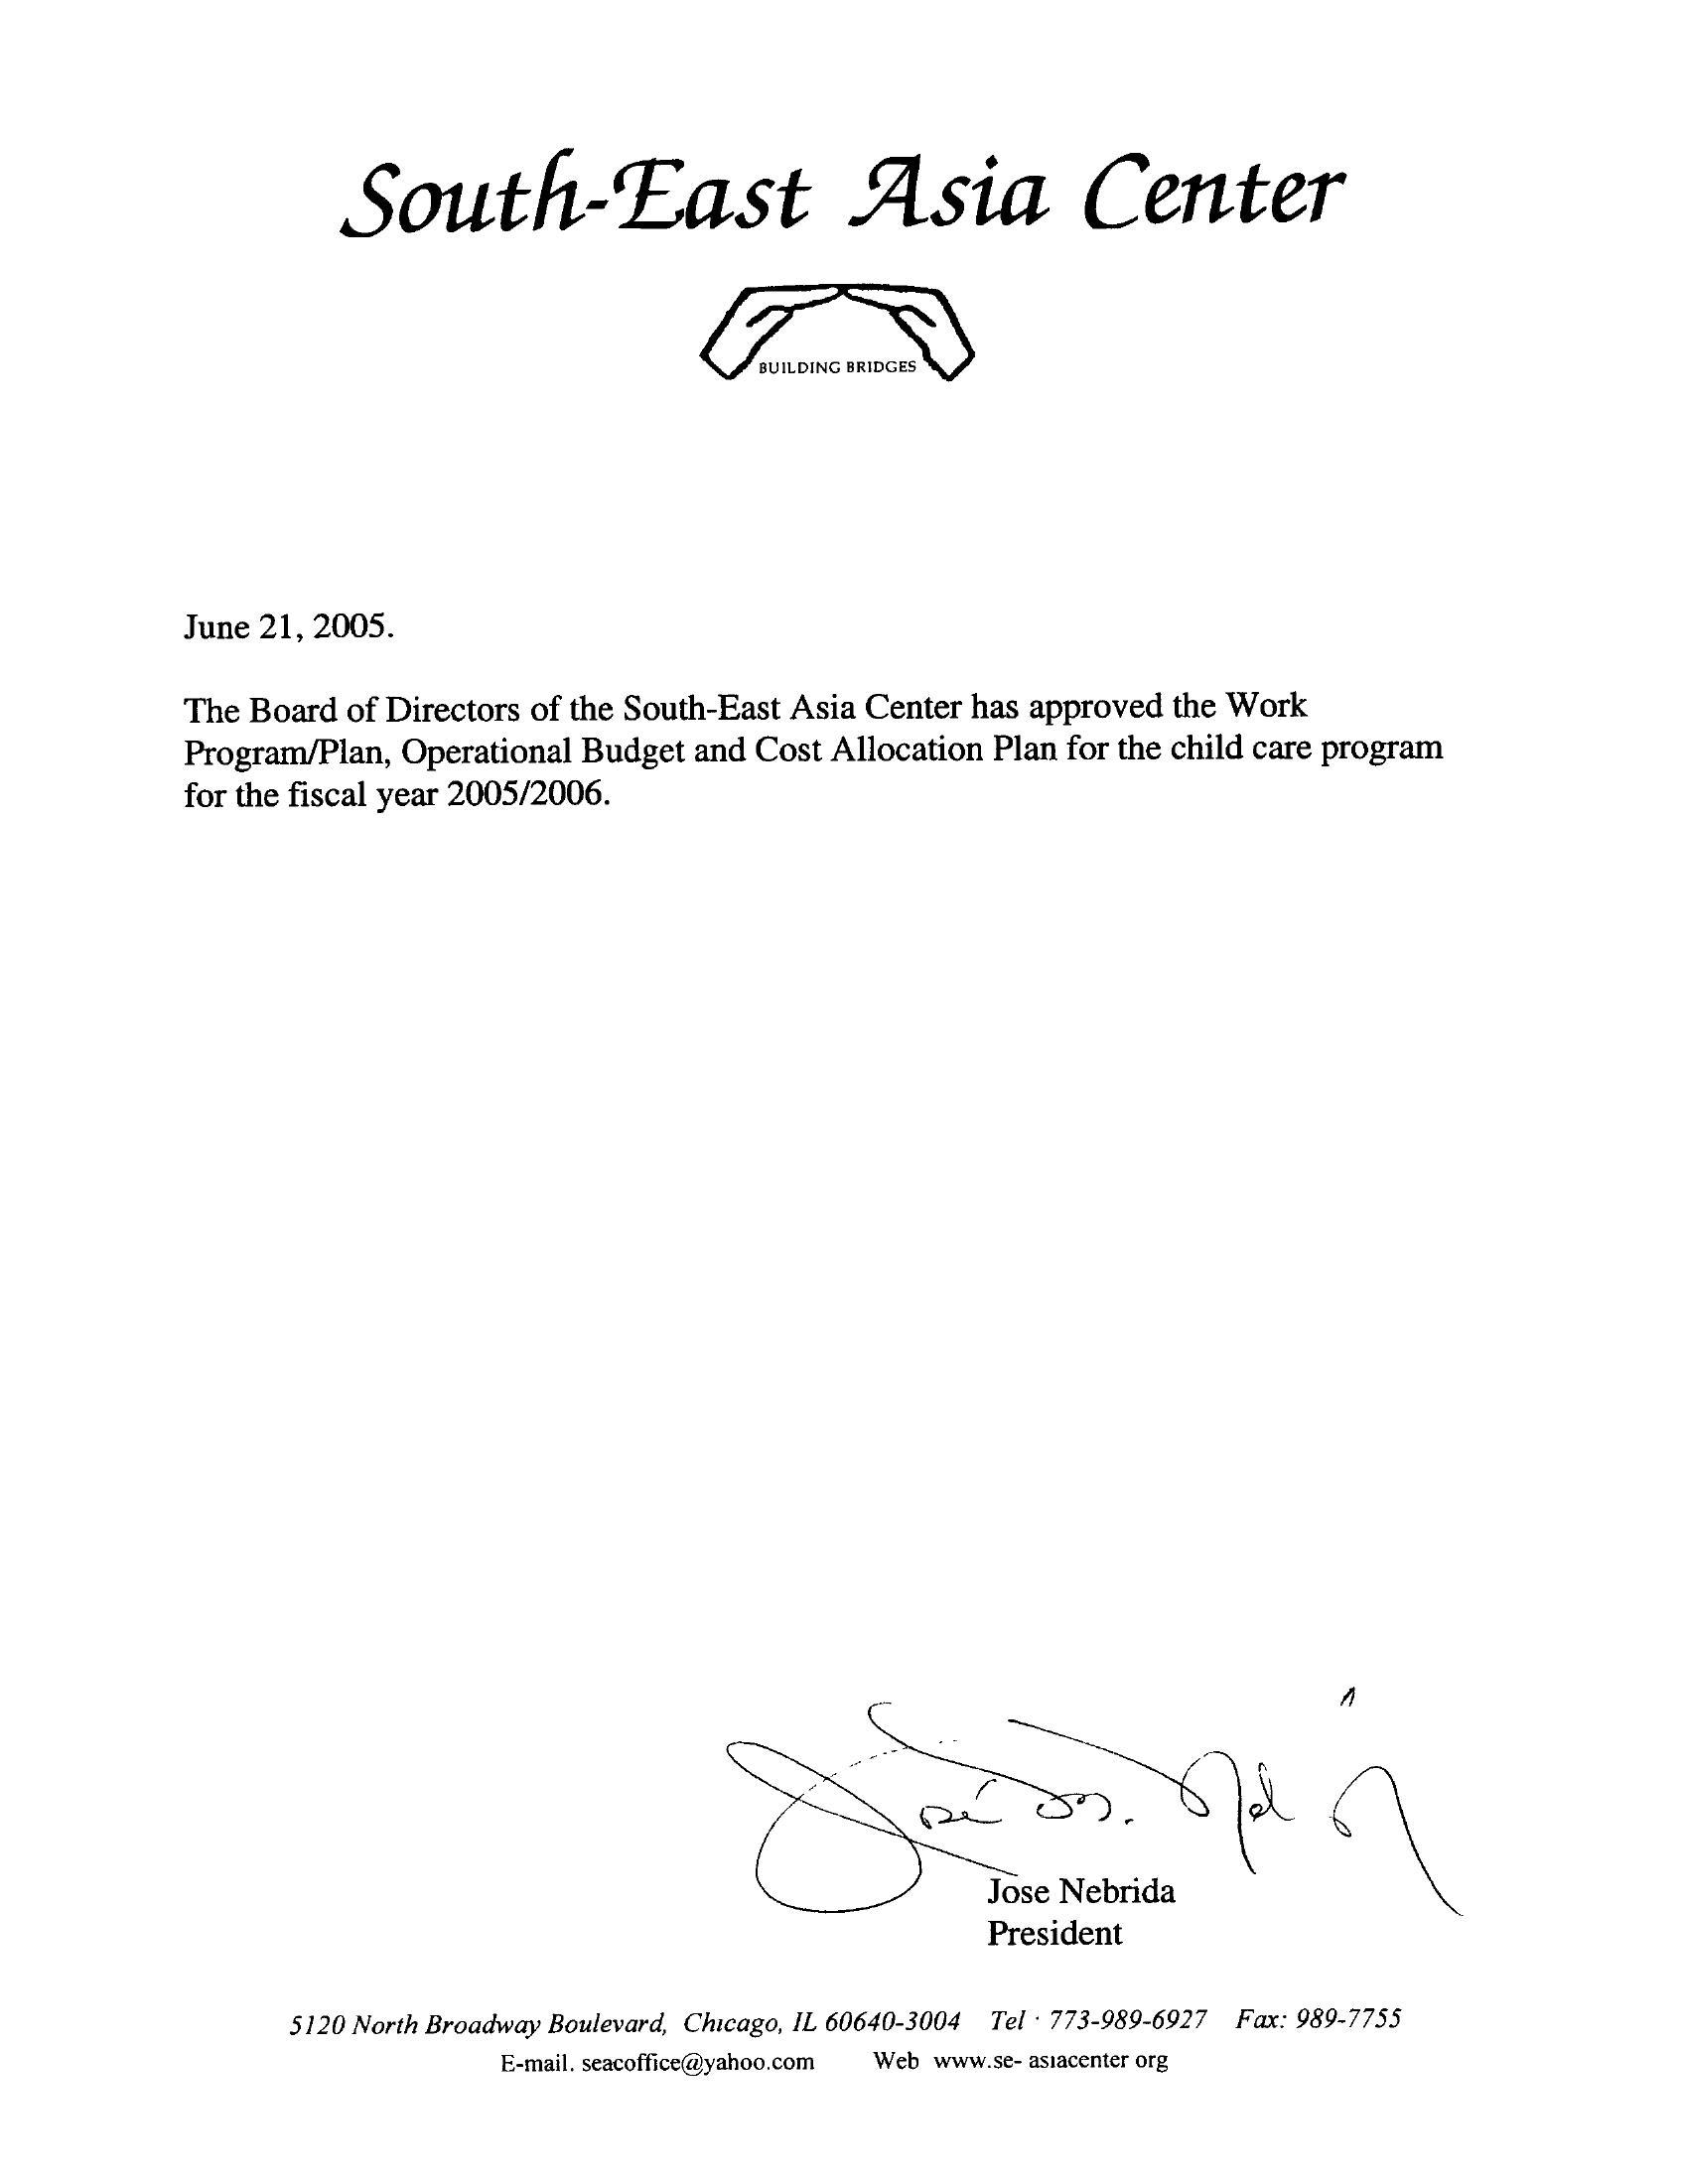 South-East Asia Center
BUILDING BRIDGES
June 21, 2005.
The Board of Directors of the South-East Asia Center has approved the Work
Program/Plan, Operational Budget and Cost Allocation Plan for the child care program
for the fiscal year 2005/2006.
José M.
Jose Nebrida
President
5120 North Broadway Boulevard, Chicago, IL 60640-3004 Tel · 773-989-6927 Fax: 989-7755
E-mail. seacoffice@yahoo.com Web www.se- asiacenter org